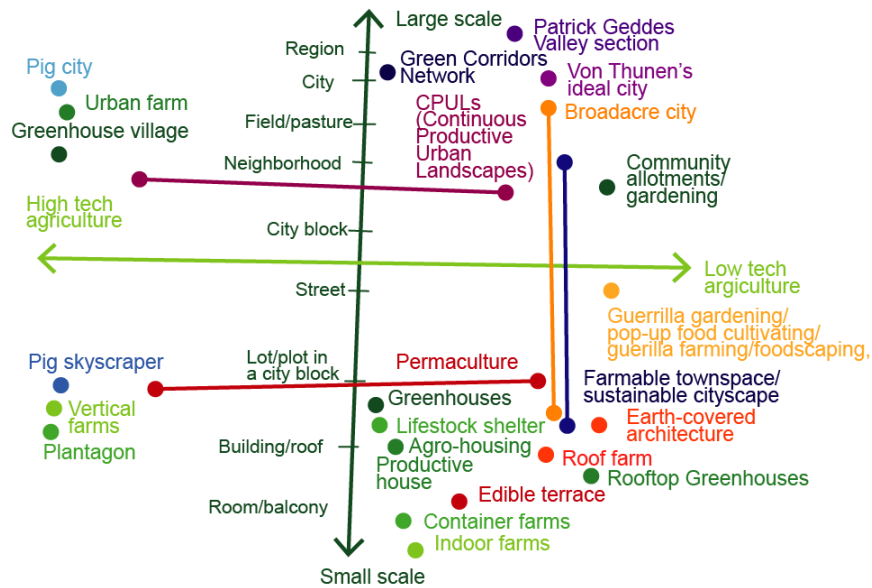 Large scale
Patrick Geddes
Valley section
Region
Green Corridors
Network
Pig city
City
Von Thunen's
ideal city
Urban farm
CPULs
(Continuous
Productive
Urban
Landscapes)
Broadacre city
Field/pasture
Greenhouse village
Neighborhood
Community
allotments/
gardening
High tech
agriculture
City block
Low tech
argiculture
Street
Guerrilla gardening/
pop-up food cultivating/
guerilla farming/foodscaping,
Pig skyscraper
Lot/plot in
a city block
Permaculture
Farmable townspace/
sustainable cityscape
Greenhouses
Vertical
farms
Lifestock shelter
Earth-covered
architecture
Plantagon
Building/roof
Agro-housing
Productive
house
Roof farm
Rooftop Greenhouses
Edible terrace
Room/balcony
Container farms
Indoor farms
Small scale